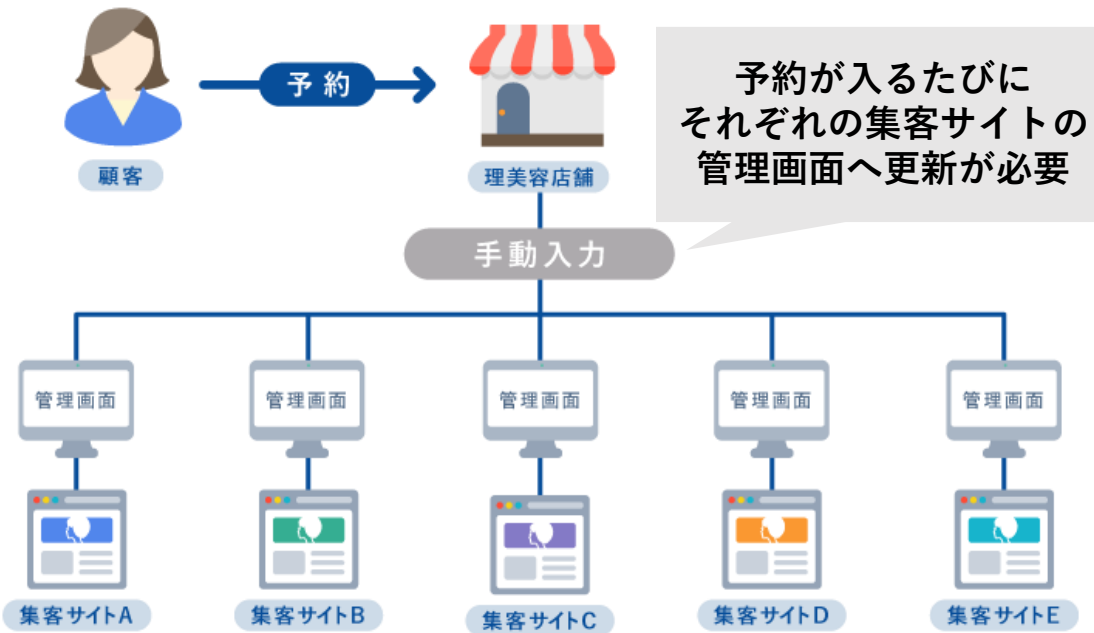 予約
顧客
理美容店舗
予約が入るたびに
それぞれの集客サイトの
管理画面へ更新が必要
手動入力
管理画面
管理画面
管理画面
管理画面
管理画面
集客サイトA
集客サイトB
集客サイトC
集客サイトD
集客サイトE